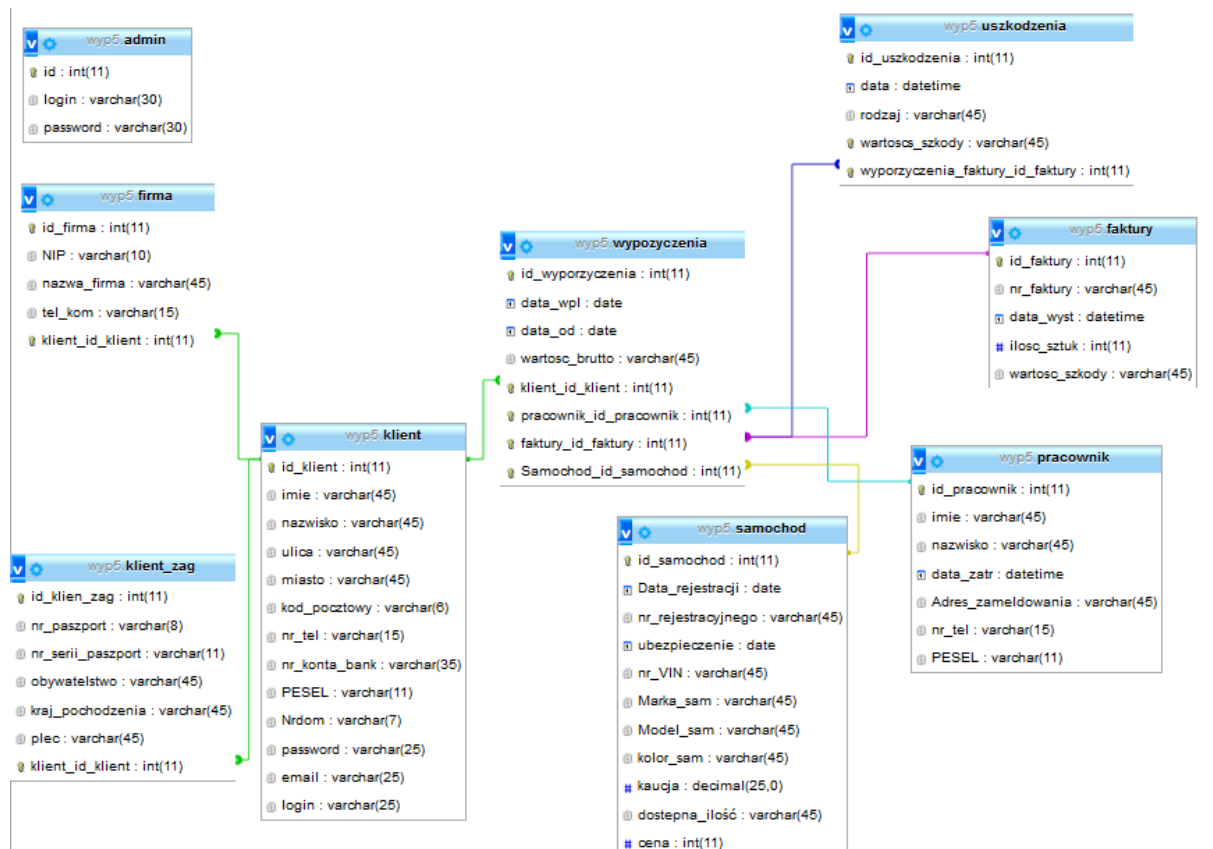 wyp5.admin
id : int(11)
login : varchar(30)
password : varchar(30)
wyp5.firma
id_firma : int(11)
NIP : varchar(10)
nazwa_firma : varchar(45)
tel_kom : varchar(15)
klient_id_klient : int(11)
wyp5.klient_zag
id_klien_zag : int(11)
nr_paszport : varchar(8)
nr_serii_paszport : varchar(11)
obywatelstwo : varchar(45)
kraj_pochodzenia : varchar(45)
plec : varchar(45)
klient_id_klient : int(11)
wyp5.klient
id_klient : int(11)
imie : varchar(45)
nazwisko : varchar(45)
ulica : varchar(45)
miasto : varchar(45)
kod_pocztowy : varchar(6)
nr_tel : varchar(15)
nr_konta_bank : varchar(35)
PESEL : varchar(11)
Nrdom : varchar(7)
password : varchar(25)
email : varchar(25)
login : varchar(25)
wyp5.wypozyczenia
id_wyporzyczenia : int(11)
data_wpl : date
data_od : date
wartosc_brutto : varchar(45)
klient_id_klient : int(11)
pracownik_id_pracownik : int(11)
faktury_id_faktury : int(11)
Samochod_id_samochod : int(11)
wyp5.samochod
id_samochod : int(11)
Data_rejestracji : date
nr_rejestracyjnego : varchar(45)
ubezpieczenie : date
nr_VIN : varchar(45)
Marka_sam : varchar(45)
Model_sam : varchar(45)
kolor_sam : varchar(45)
kaucja : decimal(25,0)
dostepna_ilość : varchar(45)
cena : int(11)
wyp5.uszkodzenia
id_uszkodzenia : int(11)
data : datetime
rodzaj : varchar(45)
wartoscs_szkody : varchar(45)
wyporzyczenia_faktury_id_faktury : int(11)
wyp5.faktury
id_faktury : int(11)
nr_faktury : varchar(45)
data_wyst : datetime
ilosc_sztuk : int(11)
wartosc_szkody : varchar(45)
wyp5.pracownik
id_pracownik : int(11)
imie : varchar(45)
nazwisko : varchar(45)
data_zatr : datetime
Adres_zameldowania : varchar(45)
nr_tel : varchar(15)
PESEL : varchar(11)